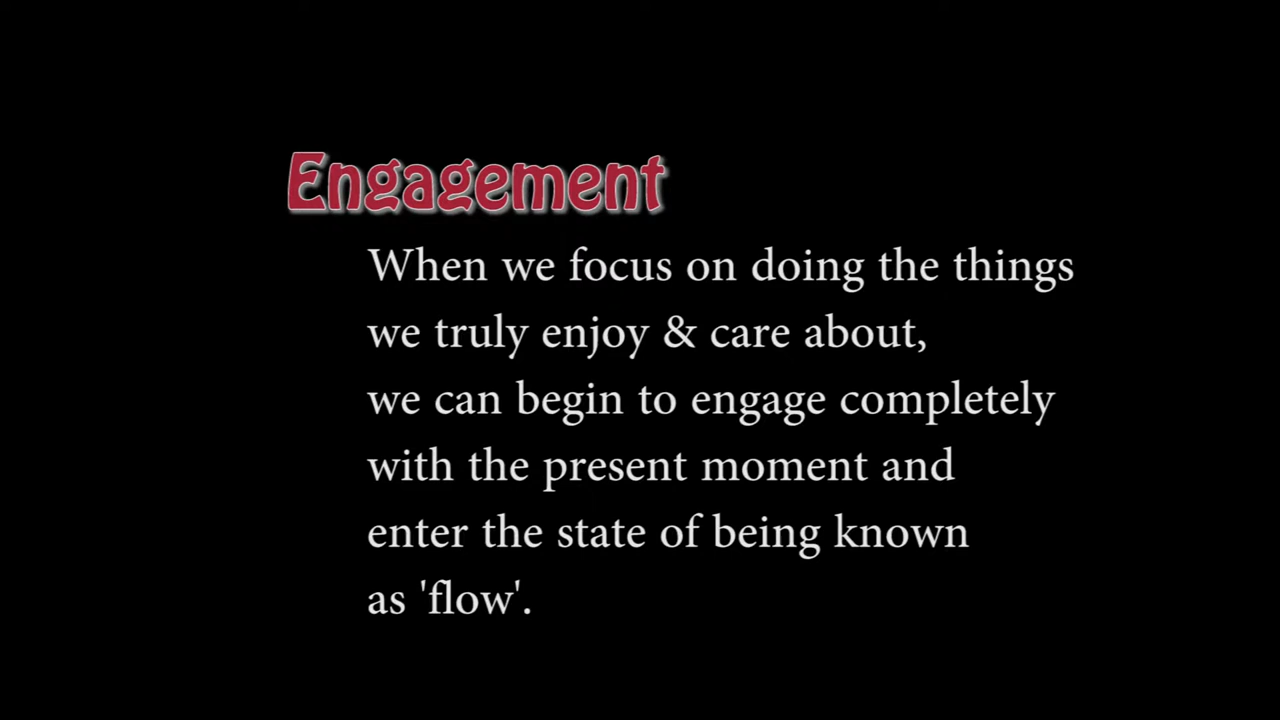 Engagement
When we focus on doing the things
we truly enjoy & care about,
we can begin to engage completely
with the present moment and
enter the state of being known
as 'flow'.